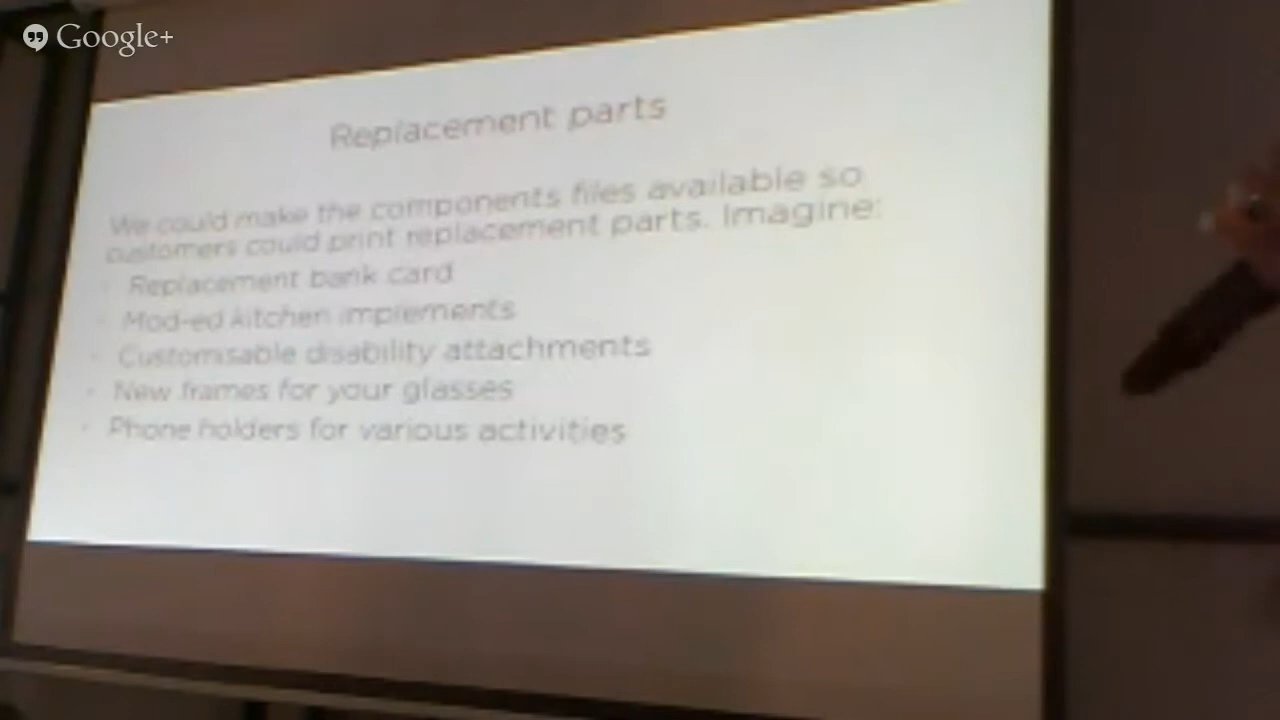 Google+
Replacement parts
We could make the components files available so
customers could print replacement parts. Imagine:
Replacement bank card
Mod-ed kitchen implements
Customisable disability attachments
New frames for your glasses
Phone holders for various activities